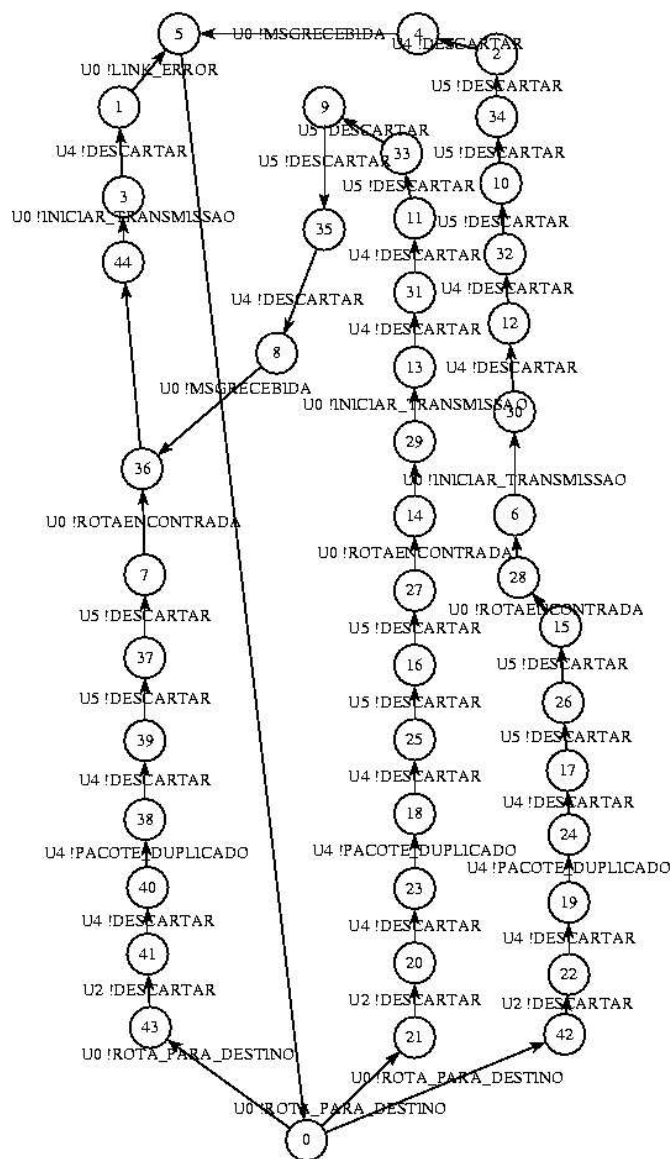 5
4
U0 !MSGRECEBIDA
U4 !DESCARTAR
2
U0 !LINK_ERROR
U5 !DESCARTAR
1
9
34
U5 !DESCARTAR
U4 !DESCARTAR
33
U5 !DESCARTAR
U5 !DESCARTAR
10
U5 !DESCARTAR
3
U0 !INICIAR_TRANSMISSAO
11
U5 !DESCARTAR
35
44
U4 !DESCARTAR
32
31
U4 !DESCARTAR
U4 !DESCARTAR
12
U4 !DESCARTAR
8
13
U4 !DESCARTAR
U0 !MSGRECEBIDA
U0 !INICIAR_TRANSMISSAO
30
29
36
U0 !INICIAR_TRANSMISSAO
14
6
U0 !ROTAENCONTRADA
U0 !ROTAENCONTRADA
7
27
28
U0 !ROTAENCONTRADA
U5 !DESCARTAR
U5 !DESCARTAR
15
37
16
U5 !DESCARTAR
U5 !DESCARTAR
U5 !DESCARTAR
26
39
25
U5 !DESCARTAR
U4 !DESCARTAR
U4 !DESCARTAR
17
38
18
U4 !DESCARTAR
24
U4 !PACOTE_DUPLICADO
U4 !PACOTE_DUPLICADO
U4 !PACOTE_DUPLICADO
40
23
19
U4 !DESCARTAR
U4 !DESCARTAR
U4 !DESCARTAR
41
20
22
U2 !DESCARTAR
U2 !DESCARTAR
U2 !DESCARTAR
43
21
42
U0 !ROTA_PARA_DESTINO
U0 !ROTA_PARA_DESTINO
U0 !ROTA_PARA_DESTINO
0